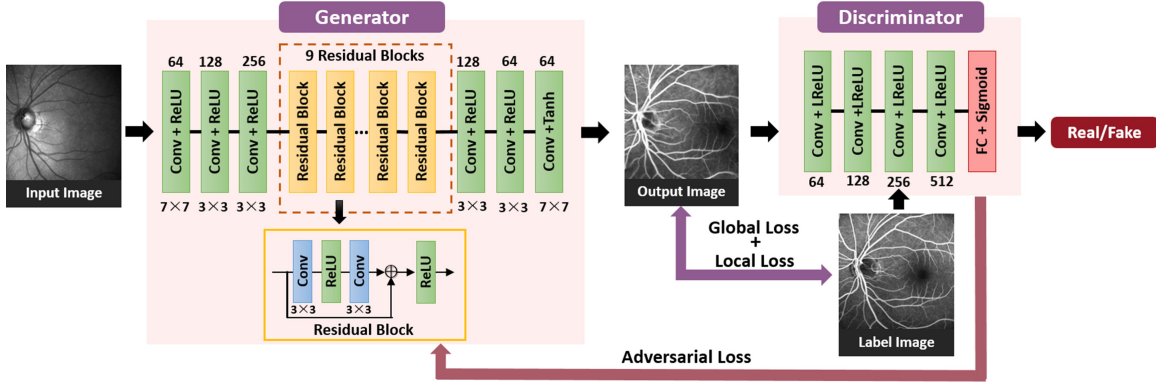 Generator
Discriminator
64 128 256
9 Residual Blocks
128 64 64
Conv + ReLU
Conv + ReLU
Conv + ReLU
Residual Block
Residual Block
...
Residual Block
Residual Block
Conv + ReLU
Conv + ReLU
Conv +Tanh
7×7 3×3 3×3
3×3 3×3 7×7
Input Image
Output Image
Conv + LReLU
Conv +LReLU
Conv + LReLU
Conv + LReLU
FC + Sigmoid
64 128 256 512
Real/Fake
Conv
ReLU
Conv
ReLU
3×3 3×3
Residual Block
Global Loss
+
Local Loss
Label Image
Adversarial Loss